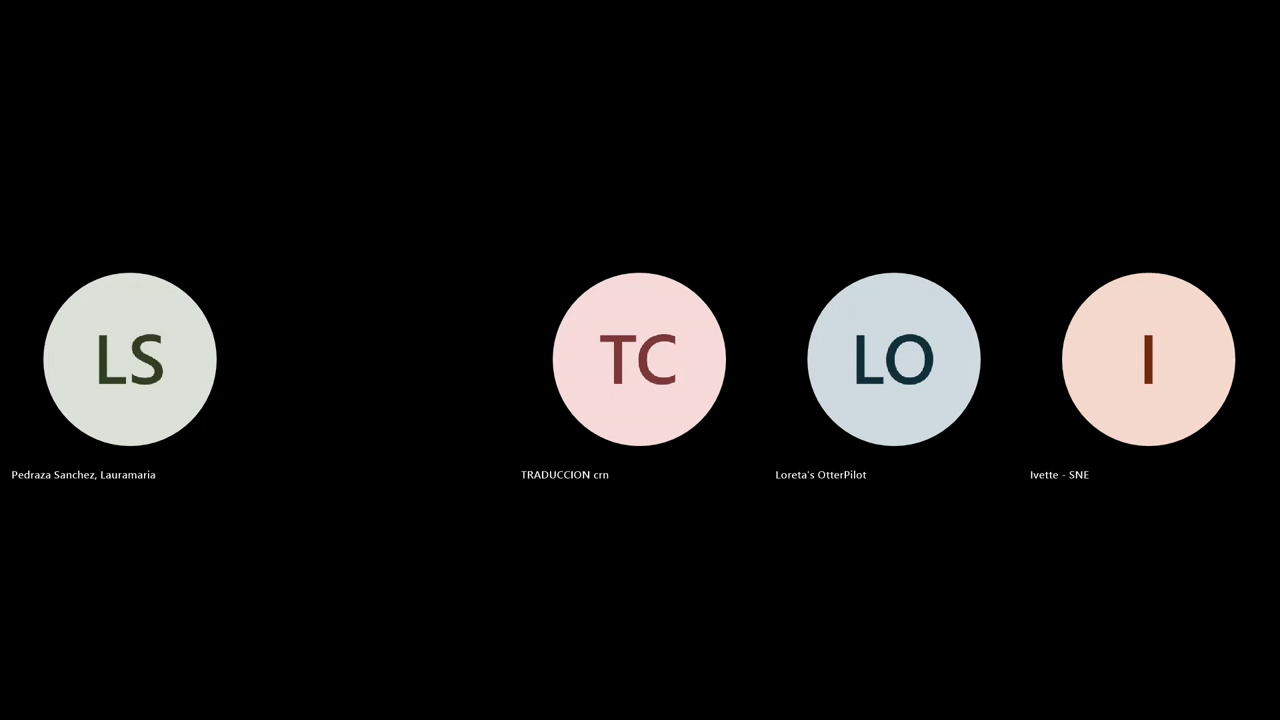 LS
TC
LO
I
Pedraza Sanchez, Lauramaria
TRADUCCION crn
Loreta's OtterPilot
Ivette - SNE